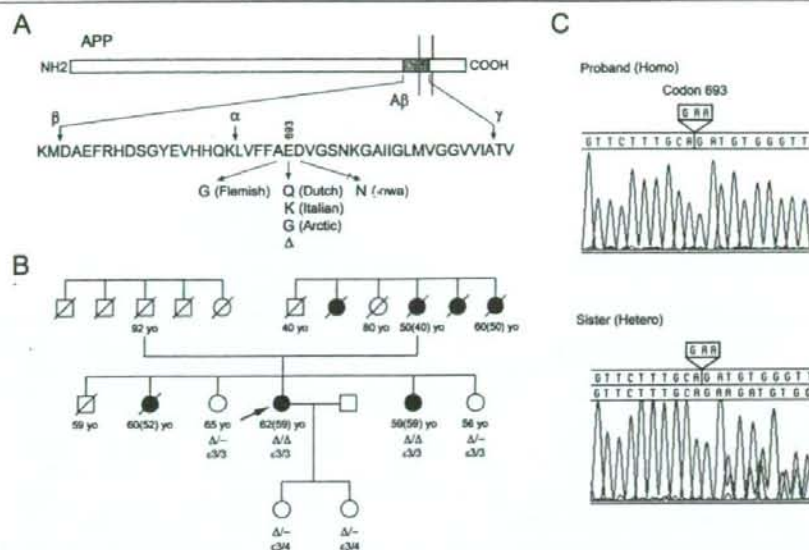 A
APP
NH2
COOH
Aβ
β
α
693
γ
KMDAEFRHDSGYEVHHQKLVFFAEDVGSNKGAIIGLMVGGVVIATV
G (Flemish) Q (Dutch) N
K (Italian)
G (Arctic)
Δ
B
92 yo
40 yo 80 yo 50(40) yo 60(50) yo
59 yo 60(52) yo 65 yo 62(59) yo 59(59) yo 56 yo
Δ/− Δ/Δ Δ/Δ Δ/−
ε3/3 ε3/3 ε3/3 ε3/3
Δ/− Δ/−
ε3/4 ε3/4
C
Proband (Homo)
Codon 693
GAA
GTTCTTTGCAGATGTGGGTT
Sister (Hetero)
GAA
GTTCTTTGCAGATGTGGGTT
GTTCTTTGCAGAAGATGTGG